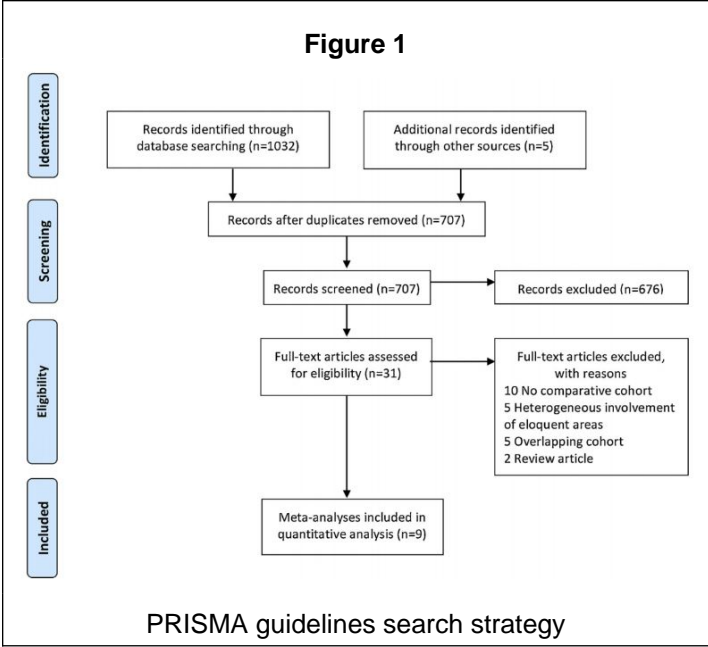 Figure 1
Identification
Records identified through
database searching (n=1032)
Additional records identified
through other sources (n=5)
Screening
Records after duplicates removed (n=707)
Records screened (n=707)
Records excluded (n=676)
Eligibility
Full-text articles assessed
for eligibility (n=31)
Full-text articles excluded,
with reasons
10 No comparative cohort
5 Heterogeneous involvement
of eloquent areas
5 Overlapping cohort
2 Review article
Included
Meta-analyses included in
quantitative analysis (n=9)
PRISMA guidelines search strategy